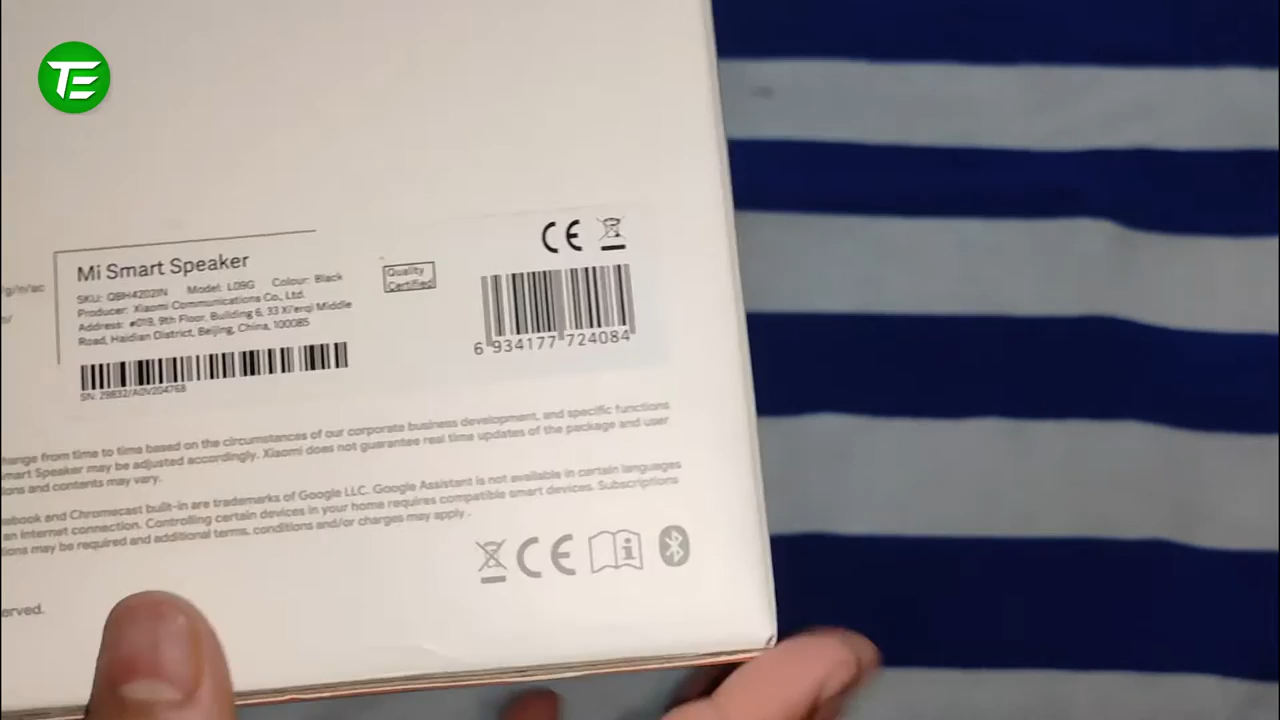 TE
Mi Smart Speaker
SKU: QBH4202IN Model: L09G Colour: Black
Producer: Xiaomi Communications Co., Ltd.
Address: #019, 9th Floor, Building 6, 33 Xi'erqi Middle
Road, Haidian District, Beijing, China, 100085
SN: 29832/A0V204768
Quality
Certified
CE
6 934177 724084
g/n/ac
hange from time to time based on the circumstances of our corporate business development, and specific functions
mart Speaker may be adjusted accordingly. Xiaomi does not guarantee real time updates of the package and user
ions and contents may vary.
ebook and Chromecast built-in are trademarks of Google LLC. Google Assistant is not available in certain languages
an Internet connection. Controlling certain devices in your home requires compatible smart devices. Subscriptions
tions may be required and additional terms, conditions and/or charges may apply .
CE
erved.